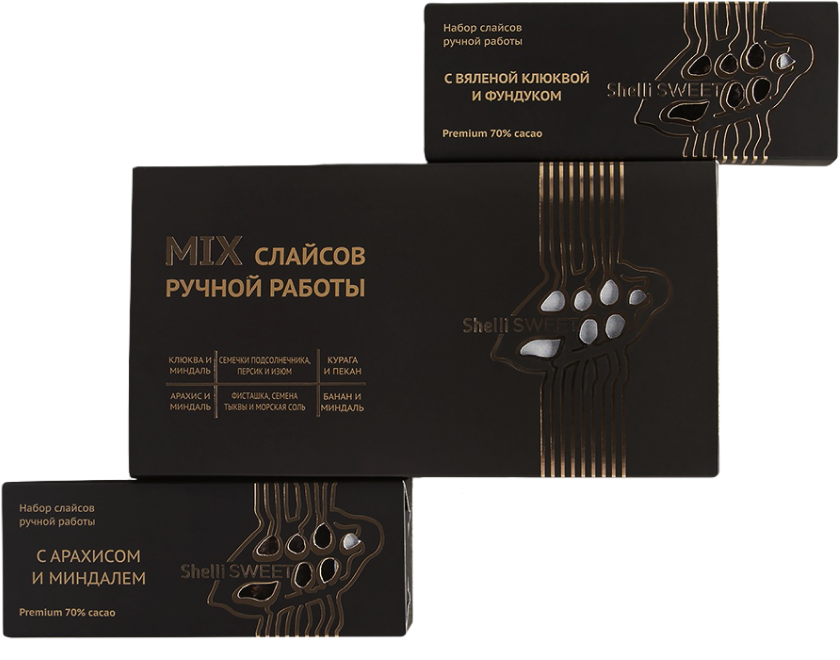 Набор слайсов
ручной работы
С ВЯЛЕНОЙ КЛЮКВОЙ
И ФУНДУКОМ
Shelli SWEET
Premium 70% cacao
MIX СЛАЙСОВ
РУЧНОЙ РАБОТЫ
Shelli SWEET
КЛЮКВА И
МИНДАЛЬ
СЕМЕЧКИ ПОДСОЛНЕЧНИКА,
ПЕРСИК И ИЗЮМ
КУРАГА
И ПЕКАН
АРАХИС И
МИНДАЛЬ
ФИСТАШКА, СЕМЕНА
ТЫКВЫ И МОРСКАЯ СОЛЬ
БАНАН И
МИНДАЛЬ
Набор слайсов
ручной работы
С АРАХИСОМ
И МИНДАЛЕМ
Shelli SWEET
Premium 70% cacao